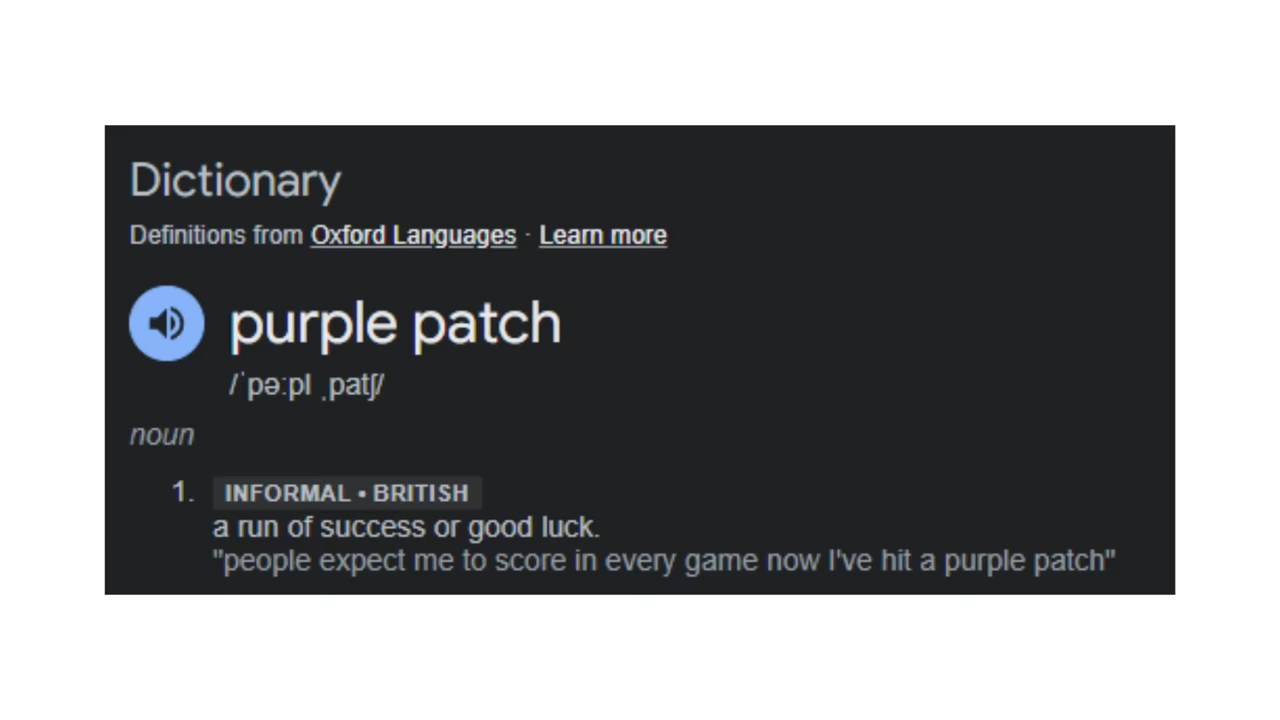 Dictionary
Definitions from Oxford Languages · Learn more
purple patch
/ˈpəːpl ˌpatʃ/
noun
1. INFORMAL • BRITISH
a run of success or good luck.
"people expect me to score in every game now I've hit a purple patch"